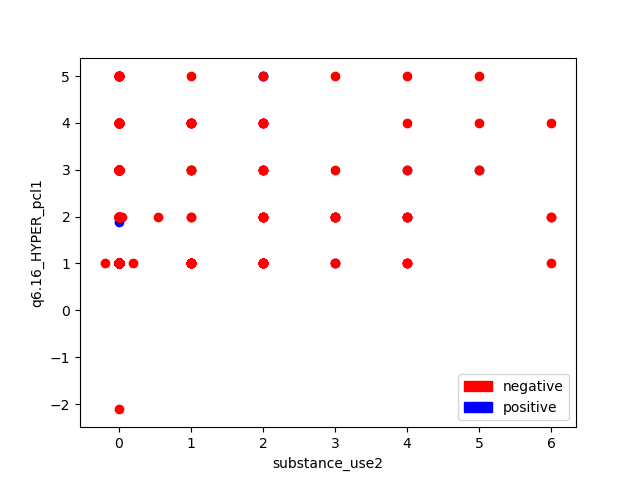 5
4
3
2
1
0
−1
−2
q6.16_HYPER_pcl1
negative
positive
0 1 2 3 4 5 6
substance_use2